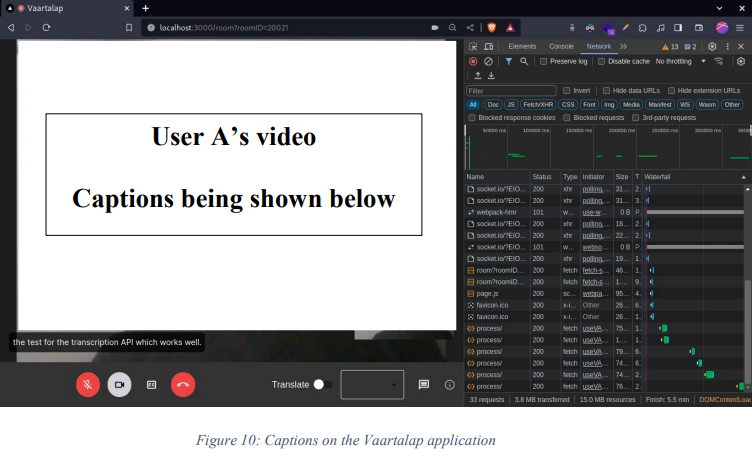 Vaartalap
localhost:3000/room?roomID=20021
Elements Console Network
13 2
Preserve log Disable cache No throttling
Filter
Invert Hide data URLs Hide extension URLs
All Doc JS Fetch/XHR CSS Font Img Media Manifest WS Wasm Other
Blocked response cookies Blocked requests 3rd-party requests
50000 ms 100000 ms 150000 ms 200000 ms 250000 ms 300000 ms
Name Status Type Initiator Size T Waterfall
socket.io/?EIO... 200 xhr polling.... 31... 2.
socket.io/?EIO... 200 xhr polling.... 31... 3.
webpack-hmr 101 w... use-w... 0 B P.
socket.io/?EIO... 200 xhr polling.... 18... 2.
socket.io/?EIO... 200 xhr polling.... 22... 2.
socket.io/?EIO... 101 w... webso... 0 B P.
socket.io/?EIO... 200 xhr polling.... 19... 1.
room?roomID... 200 fetch fetch-s... 46... 1.
room?roomID... 200 fetch fetch-s... 1.... 9.
page.js 200 sc... webpa... 95... 4.
favicon.ico 200 x-i... Other 26... 6.
favicon.ico 200 x-i... Other 26... 1.
process/ 200 fetch useVA... 75... 1.
process/ 200 fetch useVA... 1.... 2.
process/ 200 fetch useVA... 79... 6.
process/ 200 fetch useVA... 74... 6.
process/ 200 fetch useVA... 74... 2.
process/ 200 fetch useVA... 76... 2.
33 requests 3.8 MB transferred 15.0 MB resources Finish: 5.5 min DOMContentLoac
User A's video
Captions being shown below
the test for the transcription API which works well.
Translate
Figure 10: Captions on the Vaartalap application